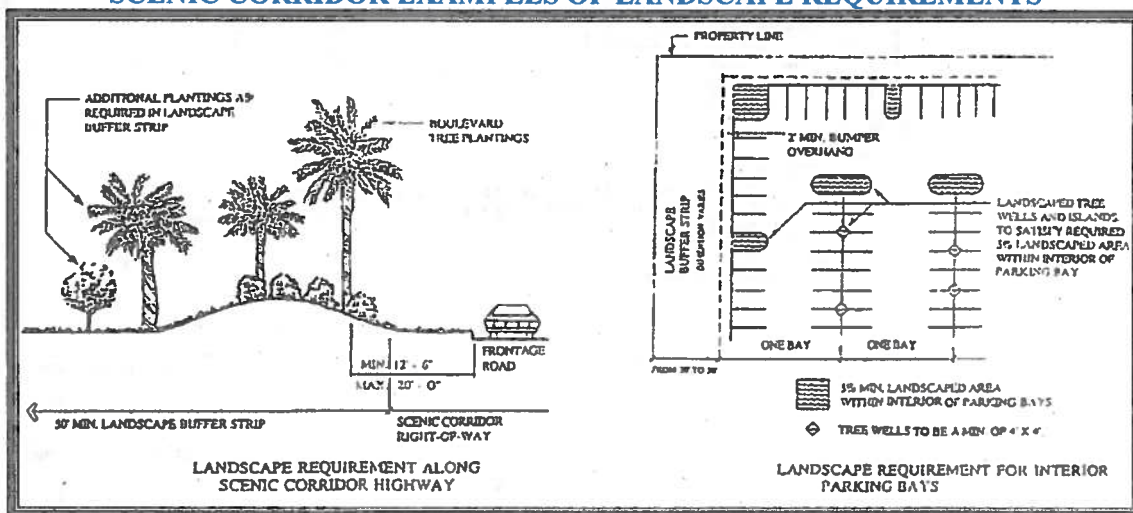 SCENIC CORRIDOR EXAMPLES OF LANDSCAPE REQUIREMENTS
ADDITIONAL PLANTINGS AS
REQUIRED IN LANDSCAPE
BUFFER STRIP
BOULEVARD
TREE PLANTINGS
FRONTAGE
ROAD
MIN. 12' - 6"
MAX. 20' - 0"
50' MIN. LANDSCAPE BUFFER STRIP
SCENIC CORRIDOR
RIGHT-OF-WAY
LANDSCAPE REQUIREMENT ALONG
SCENIC CORRIDOR HIGHWAY
PROPERTY LINE
2' MIN. BUMPER
OVERHANG
LANDSCAPE
BUFFER STRIP
DIMENSION VARIES
LANDSCAPED TREE
WELLS AND ISLANDS
TO SATISFY REQUIRED
5% LANDSCAPED AREA
WITHIN INTERIOR OF
PARKING BAY
ONE BAY
ONE BAY
5% MIN. LANDSCAPED AREA
WITHIN INTERIOR OF PARKING BAYS
TREE WELLS TO BE A MIN. OF 4' X 4'
LANDSCAPE REQUIREMENT FOR INTERIOR
PARKING BAYS